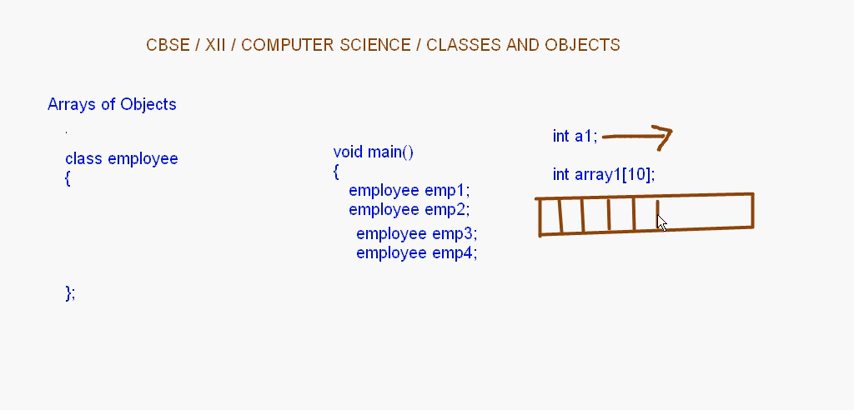 CBSE / XII / COMPUTER SCIENCE / CLASSES AND OBJECTS
Arrays of Objects
.
class employee
{
};
void main()
{
employee emp1;
employee emp2;
employee emp3;
employee emp4;
int a1;
int array1[10];